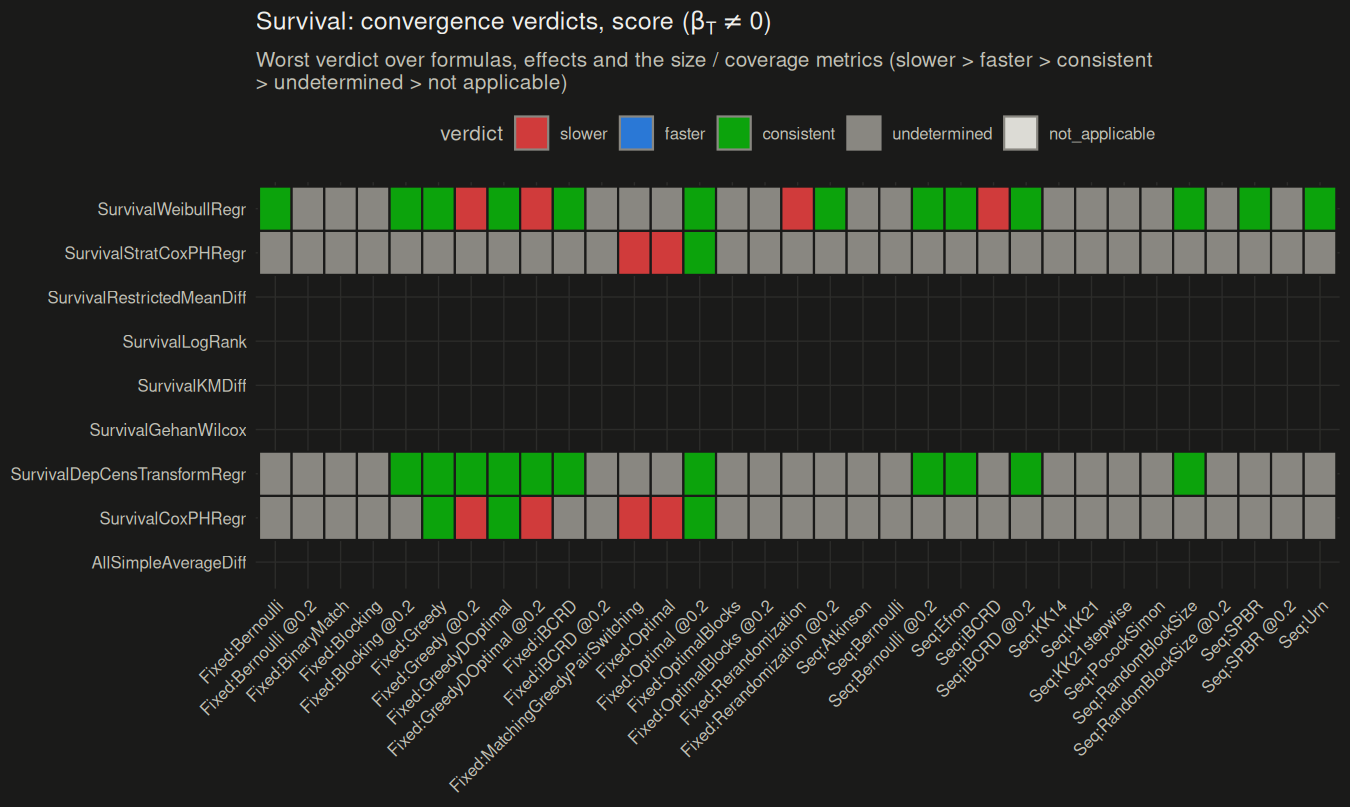 Survival: convergence verdicts, score (βT ≠ 0)
Worst verdict over formulas, effects and the size / coverage metrics (slower > faster > consistent
> undetermined > not applicable)
verdict slower faster consistent undetermined not_applicable
SurvivalWeibullRegr
SurvivalStratCoxPHRegr
SurvivalRestrictedMeanDiff
SurvivalLogRank
SurvivalKMDiff
SurvivalGehanWilcox
SurvivalDepCensTransformRegr
SurvivalCoxPHRegr
AllSimpleAverageDiff
Fixed:Bernoulli
Fixed:Bernoulli @0.2
Fixed:BinaryMatch
Fixed:Blocking
Fixed:Blocking @0.2
Fixed:Greedy
Fixed:Greedy @0.2
Fixed:GreedyDOptimal
Fixed:GreedyDOptimal @0.2
Fixed:iBCRD
Fixed:iBCRD @0.2
Fixed:MatchingGreedyPairSwitching
Fixed:Optimal
Fixed:Optimal @0.2
Fixed:OptimalBlocks
Fixed:OptimalBlocks @0.2
Fixed:Rerandomization
Fixed:Rerandomization @0.2
Seq:Atkinson
Seq:Bernoulli
Seq:Bernoulli @0.2
Seq:Efron
Seq:iBCRD
Seq:iBCRD @0.2
Seq:KK14
Seq:KK21
Seq:KK21stepwise
Seq:PocockSimon
Seq:RandomBlockSize
Seq:RandomBlockSize @0.2
Seq:SPBR
Seq:SPBR @0.2
Seq:Urn